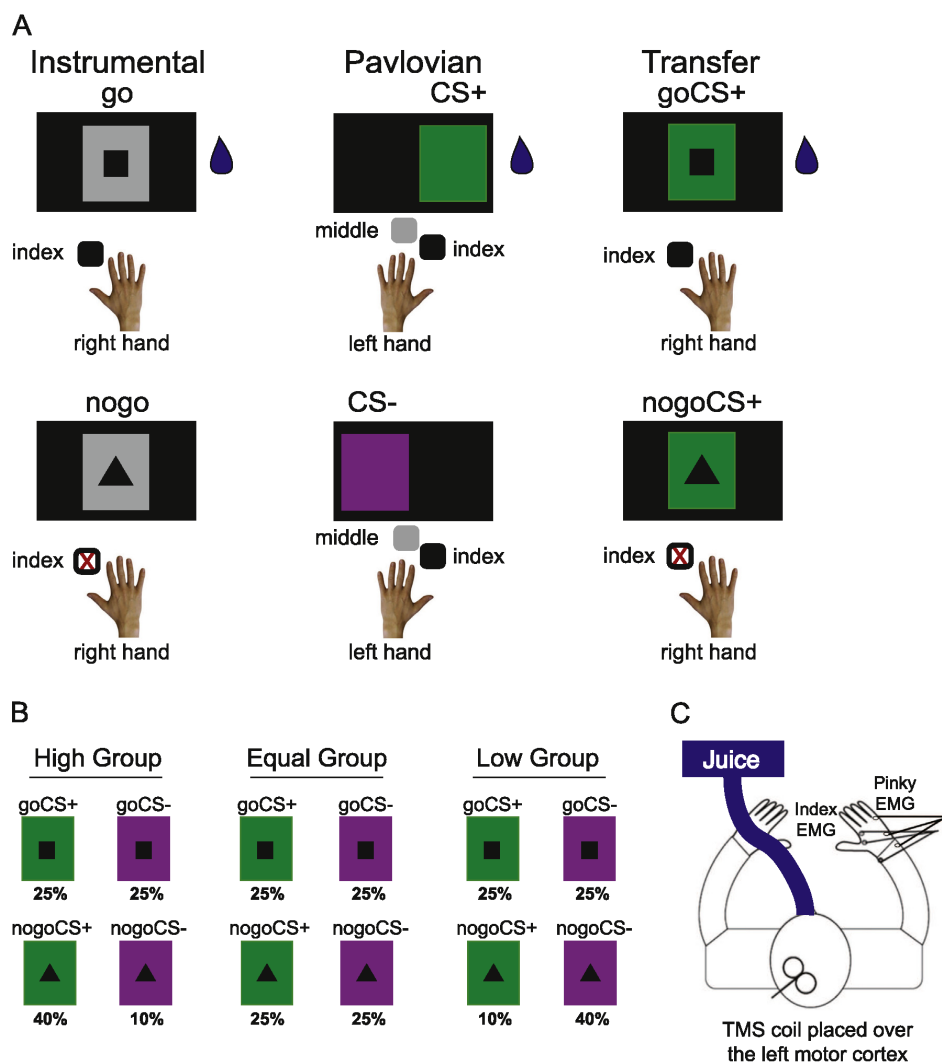 A
Instrumental
go
index
right hand
nogo
index
X
right hand
Pavlovian
CS+
middle
index
left hand
CS-
middle
index
left hand
Transfer
goCS+
index
right hand
nogoCS+
index
X
right hand
B
High Group
goCS+ goCS-
25% 25%
nogoCS+ nogoCS-
40% 10%
Equal Group
goCS+ goCS-
25% 25%
nogoCS+ nogoCS-
25% 25%
Low Group
goCS+ goCS-
25% 25%
nogoCS+ nogoCS-
10% 40%
C
Juice
Index
EMG
Pinky
EMG
TMS coil placed over
the left motor cortex